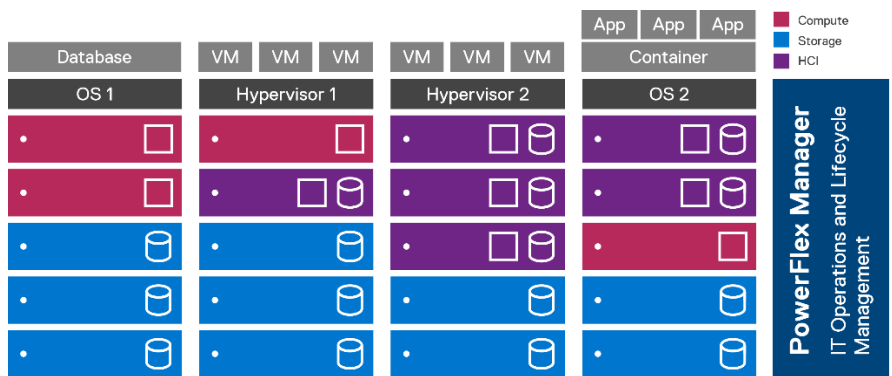 App App App
Compute
Storage
HCI
Database
VM VM VM
VM VM VM
Container
OS 1
Hypervisor 1
Hypervisor 2
OS 2
PowerFlex Manager
IT Operations and Lifecycle
Management